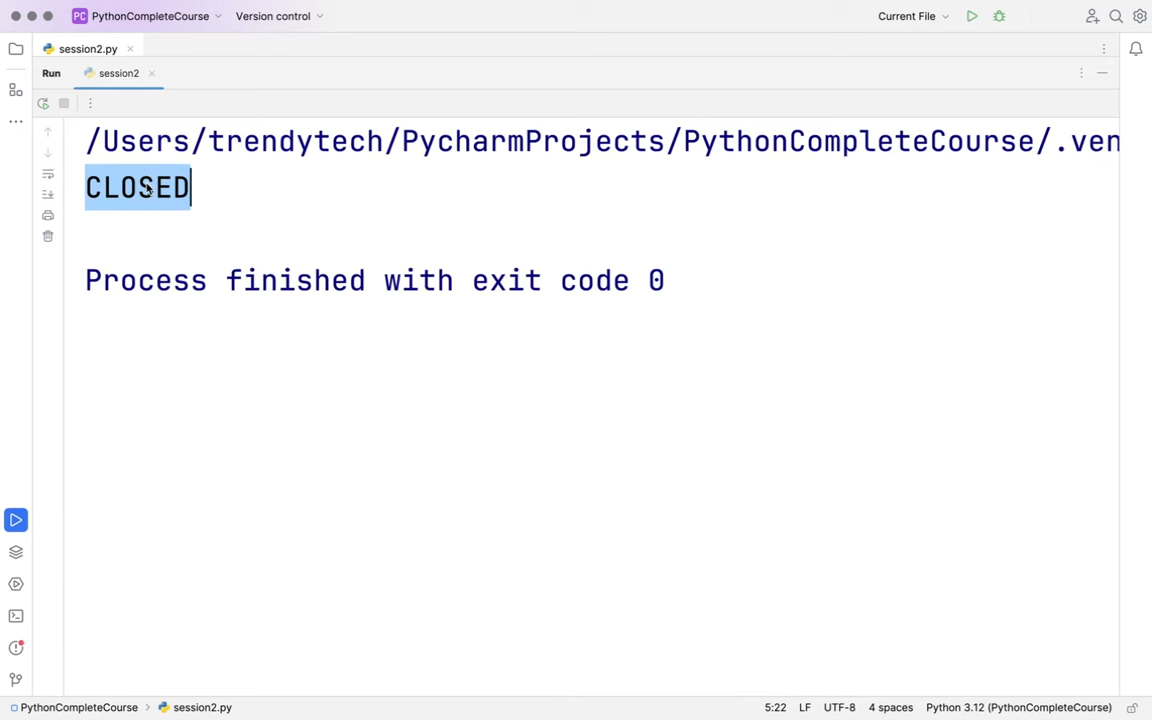 PC PythonCompleteCourse Version control Current File
session2.py
Run session2
/Users/trendytech/PycharmProjects/PythonCompleteCourse/.ven
CLOSED
Process finished with exit code 0
PythonCompleteCourse session2.py 5:22 LF UTF-8 4 spaces Python 3.12 (PythonCompleteCourse)